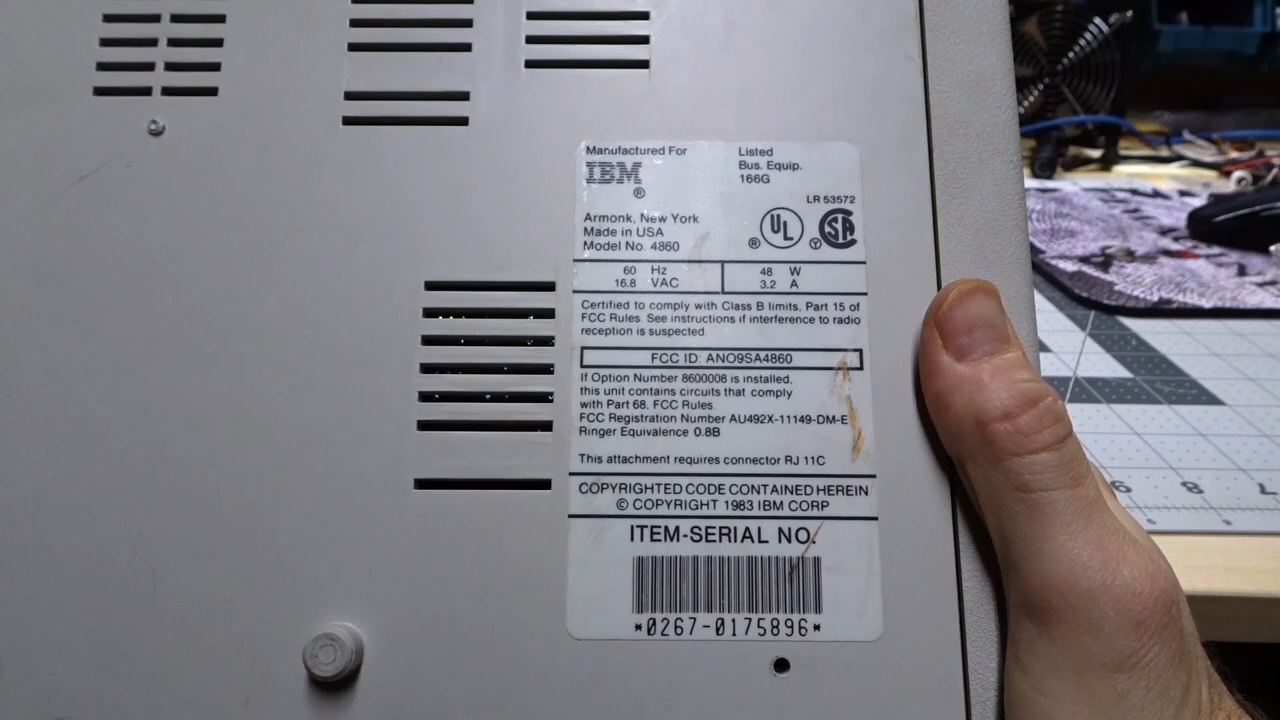 Manufactured For
IBM
®
Listed
Bus. Equip.
166G
LR 53572
Armonk, New York
Made in USA
Model No. 4860
® UL
SA
60 Hz
16.8 VAC
48 W
3.2 A
Certified to comply with Class B limits, Part 15 of
FCC Rules. See instructions if interference to radio
reception is suspected.
FCC ID: ANO9SA4860
If Option Number 8600008 is installed,
this unit contains circuits that comply
with Part 68, FCC Rules.
FCC Registration Number AU492X-11149-DM-E
Ringer Equivalence 0.8B
This attachment requires connector RJ 11C
COPYRIGHTED CODE CONTAINED HEREIN
© COPYRIGHT 1983 IBM CORP
ITEM-SERIAL NO.
*0267-0175896*
6 8